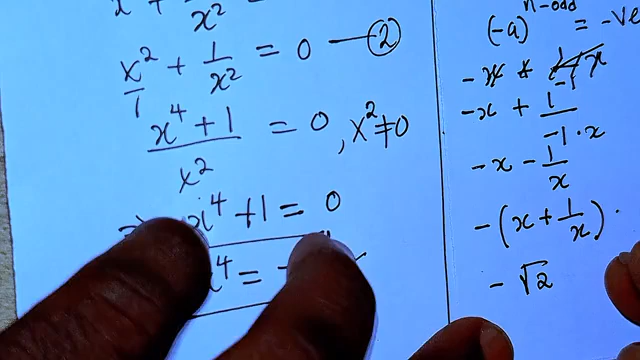 x² + 1/x² = 0 — ②
(x⁴ + 1)/x² = 0 , x² ≠ 0
x⁴ + 1 = 0
x⁴ =
n-odd
(-a) = -ve
-x + 1/(-1·x)
-x - 1/x
-(x + 1/x).
-√2